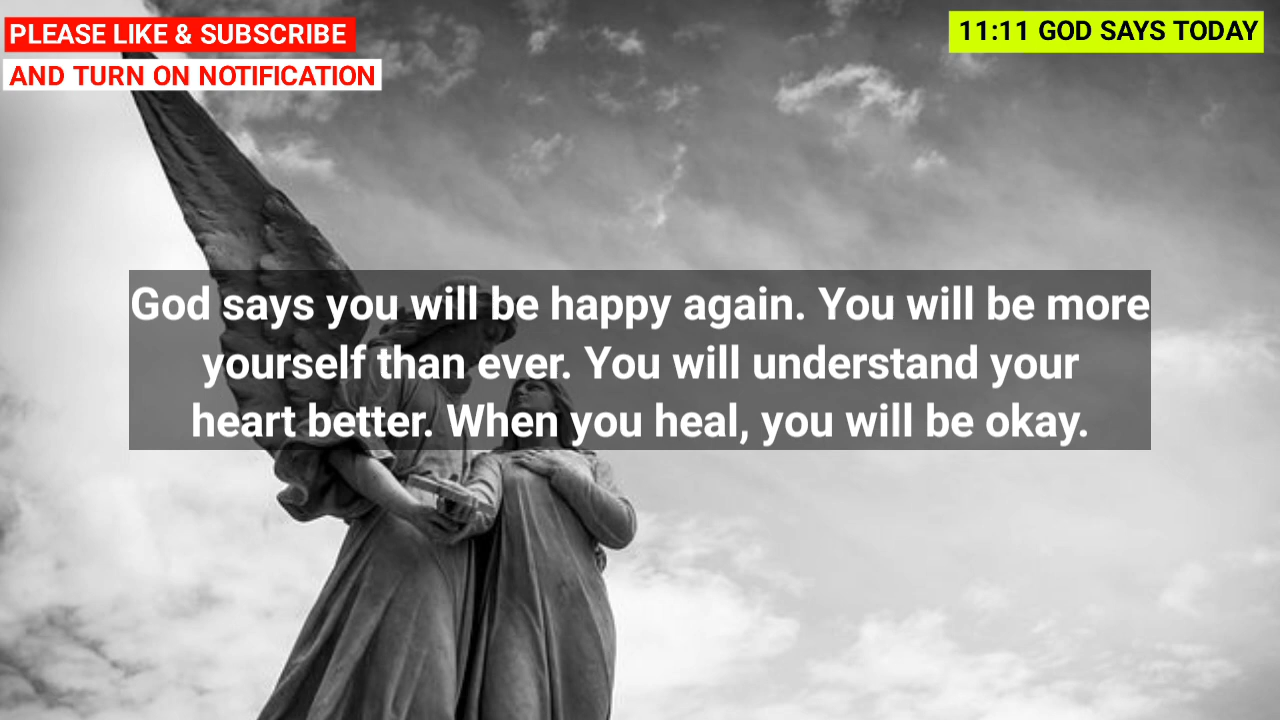 PLEASE LIKE & SUBSCRIBE
AND TURN ON NOTIFICATION
11:11 GOD SAYS TODAY
God says you will be happy again. You will be more
yourself than ever. You will understand your
heart better. When you heal, you will be okay.